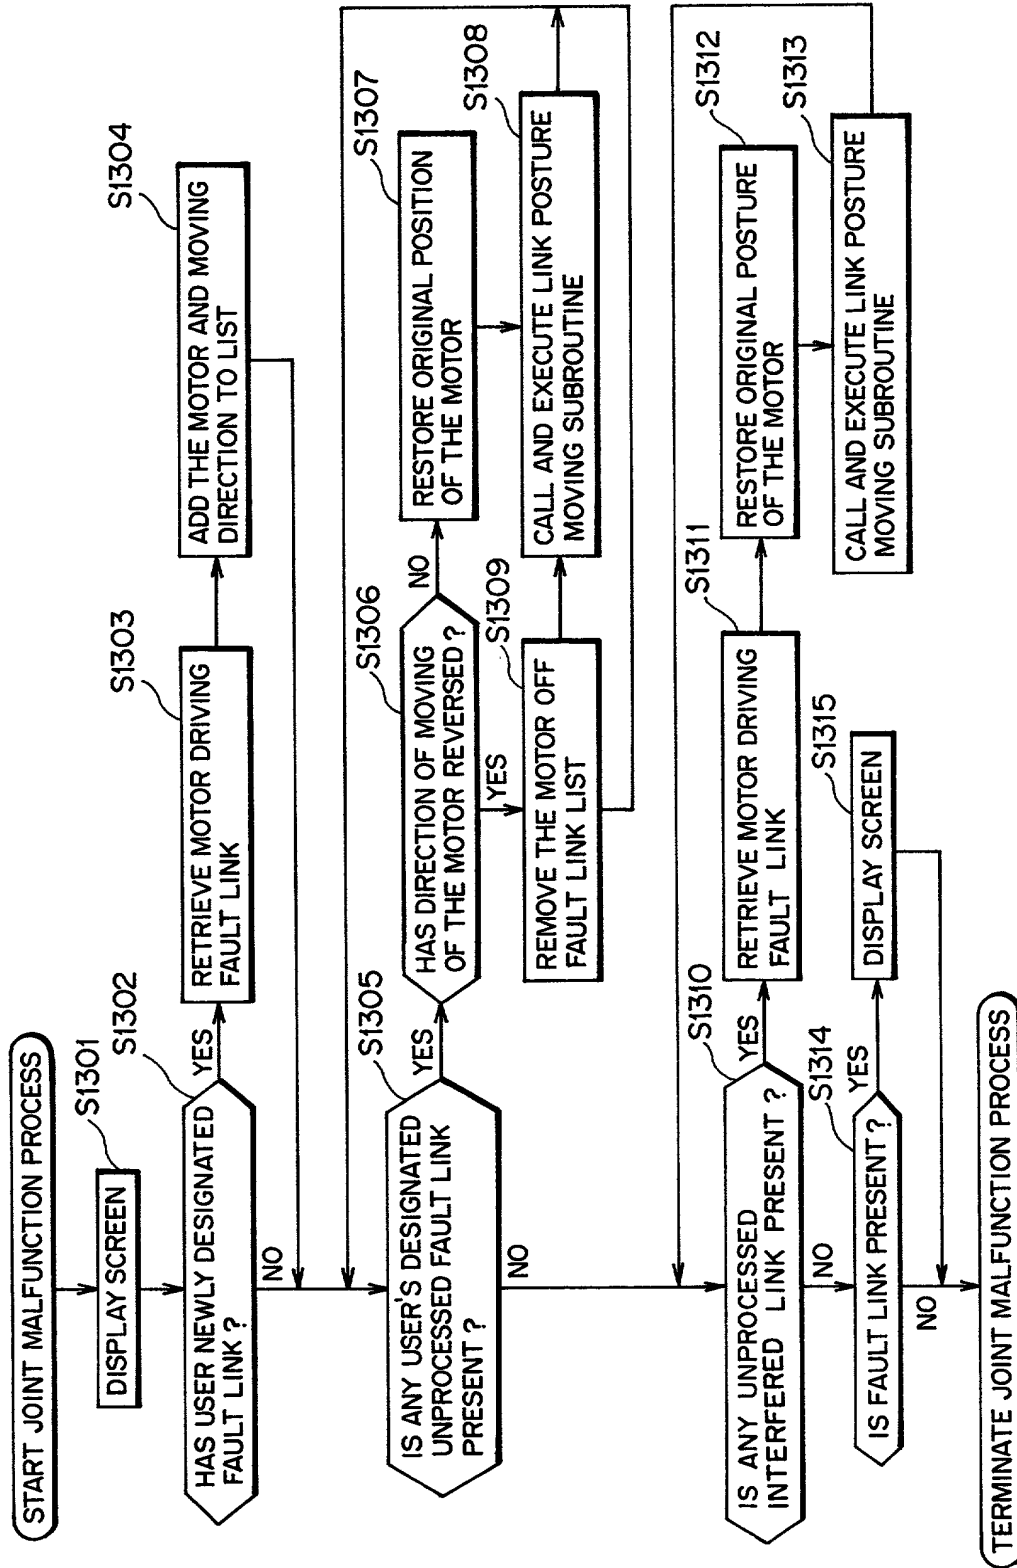 START JOINT MALFUNCTION PROCESS
S1301
DISPLAY SCREEN
S1302
HAS USER NEWLY DESIGNATED
FAULT LINK?
YES
NO
S1303
RETRIEVE MOTOR DRIVING
FAULT LINK
S1304
ADD THE MOTOR AND MOVING
DIRECTION TO LIST
S1305
IS ANY USER'S DESIGNATED
UNPROCESSED FAULT LINK
PRESENT?
YES
NO
S1306
HAS DIRECTION OF MOVING
OF THE MOTOR REVERSED?
NO
YES
S1307
RESTORE ORIGINAL POSITION
OF THE MOTOR
S1309
REMOVE THE MOTOR OFF
FAULT LINK LIST
S1308
CALL AND EXECUTE LINK POSTURE
MOVING SUBROUTINE
S1310
IS ANY UNPROCESSED
INTERFERED LINK PRESENT?
YES
NO
S1311
RETRIEVE MOTOR DRIVING
FAULT LINK
S1312
RESTORE ORIGINAL POSTURE
OF THE MOTOR
S1313
CALL AND EXECUTE LINK POSTURE
MOVING SUBROUTINE
S1314
IS FAULT LINK PRESENT?
YES
NO
S1315
DISPLAY SCREEN
TERMINATE JOINT MALFUNCTION PROCESS